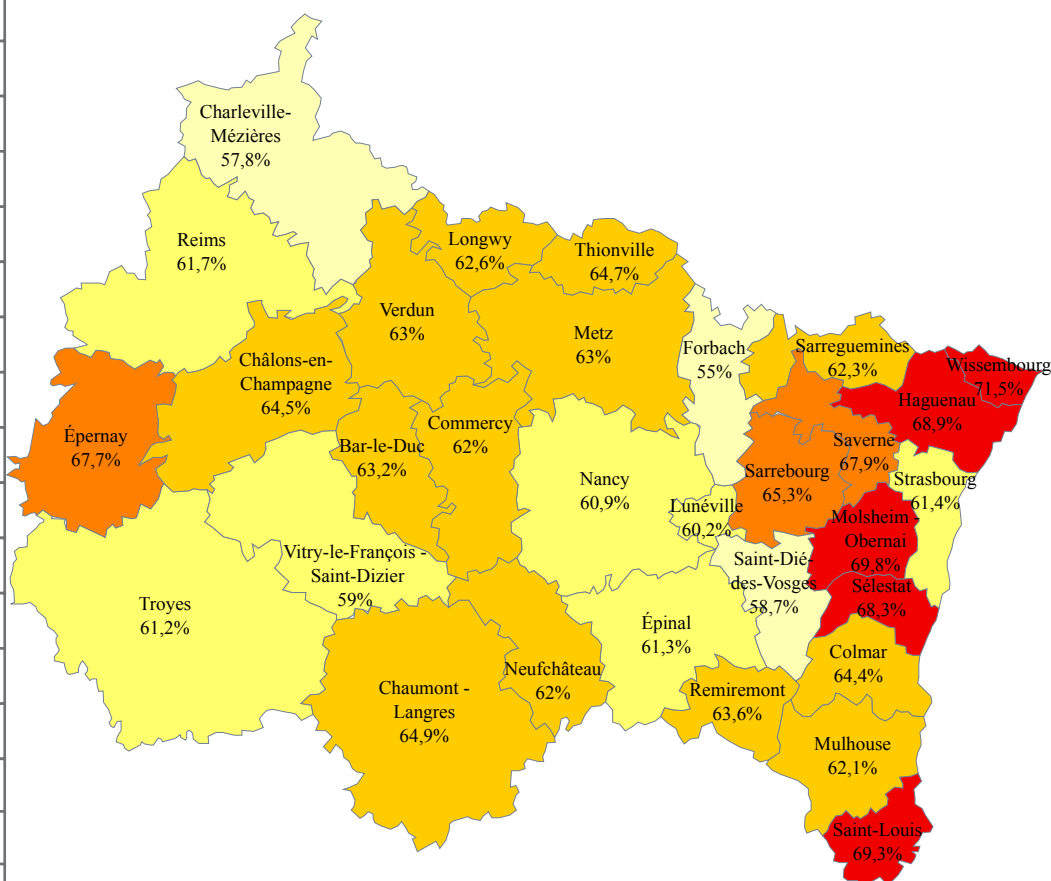 Charleville-
Mézières
57,8%
Reims
61,7%
Longwy
62,6%
Thionville
64,7%
Verdun
63%
Metz
63%
Forbach
55%
Sarreguemines
62,3%
Wissembourg
71,5%
Haguenau
68,9%
Châlons-en-
Champagne
64,5%
Épernay
67,7%
Bar-le-Duc
63,2%
Commercy
62%
Saverne
67,9%
Sarrebourg
65,3%
Strasbourg
61,4%
Nancy
60,9%
Lunéville
60,2%
Molsheim -
Obernai
69,8%
Vitry-le-François -
Saint-Dizier
59%
Saint-Dié-
des-Vosges
58,7%
Sélestat
68,3%
Troyes
61,2%
Épinal
61,3%
Colmar
64,4%
Neufchâteau
62%
Chaumont -
Langres
64,9%
Remiremont
63,6%
Mulhouse
62,1%
Saint-Louis
69,3%